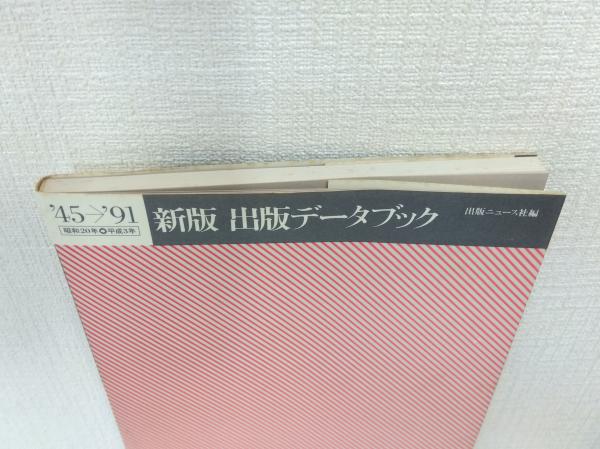 '45→'91
昭和20年●平成3年
新版 出版データブック
出版ニュース社編